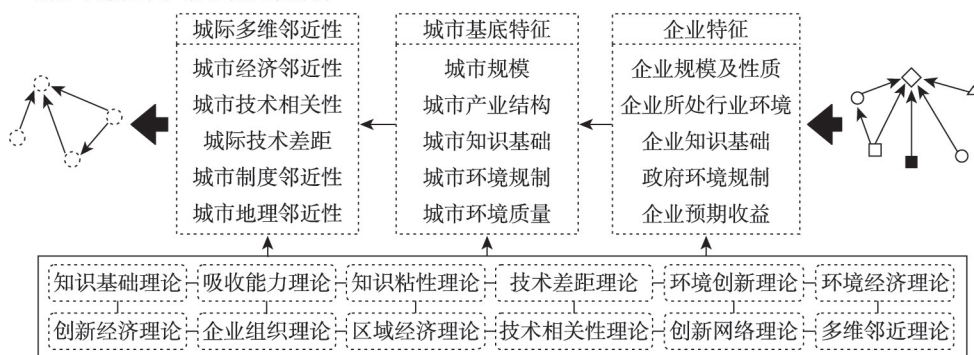 城际多维邻近性 城市基底特征 企业特征
城市经济邻近性 城市规模 企业规模及性质
城市技术相关性 城市产业结构 企业所处行业环境
城际技术差距 城市知识基础 企业知识基础
城市制度邻近性 城市环境规制 政府环境规制
城市地理邻近性 城市环境质量 企业预期收益
知识基础理论 吸收能力理论 知识粘性理论 技术差距理论 环境创新理论 环境经济理论
创新经济理论 企业组织理论 区域经济理论 技术相关性理论 创新网络理论 多维邻近理论